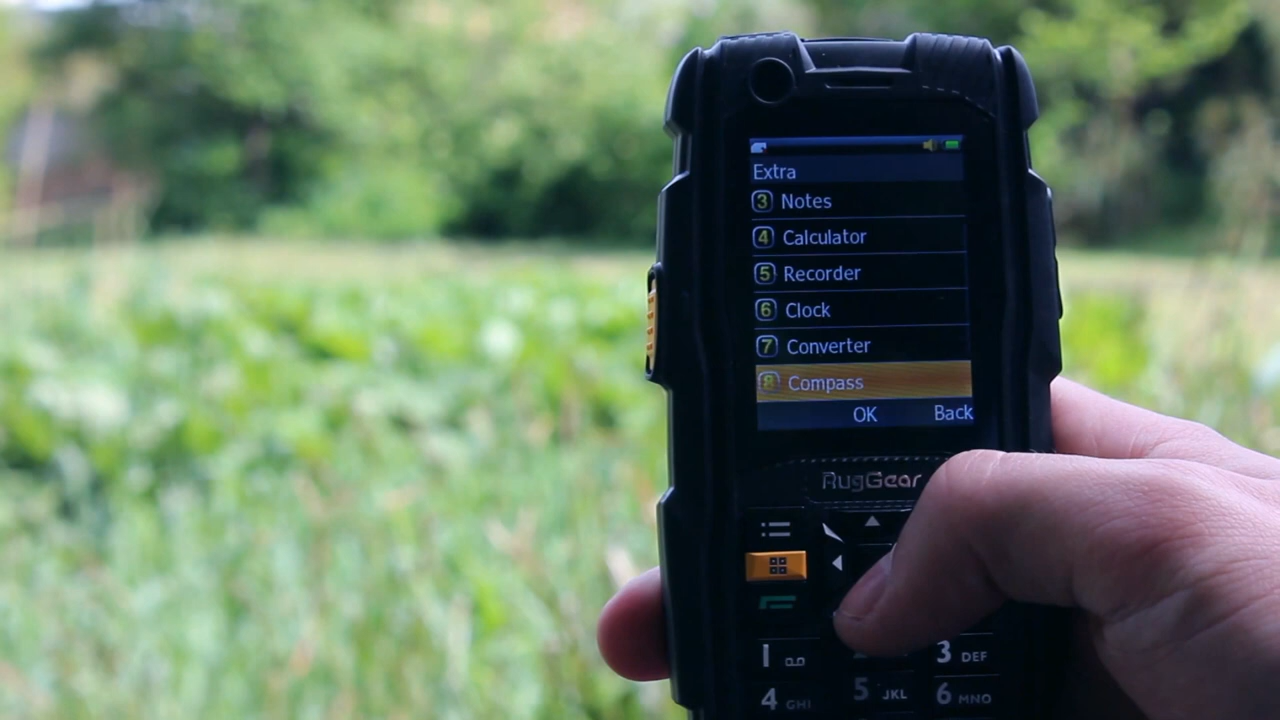 Extra
3 Notes
4 Calculator
5 Recorder
6 Clock
7 Converter
8 Compass
OK Back
RugGear
1
3 DEF
4 GHI
5 JKL
6 MNO